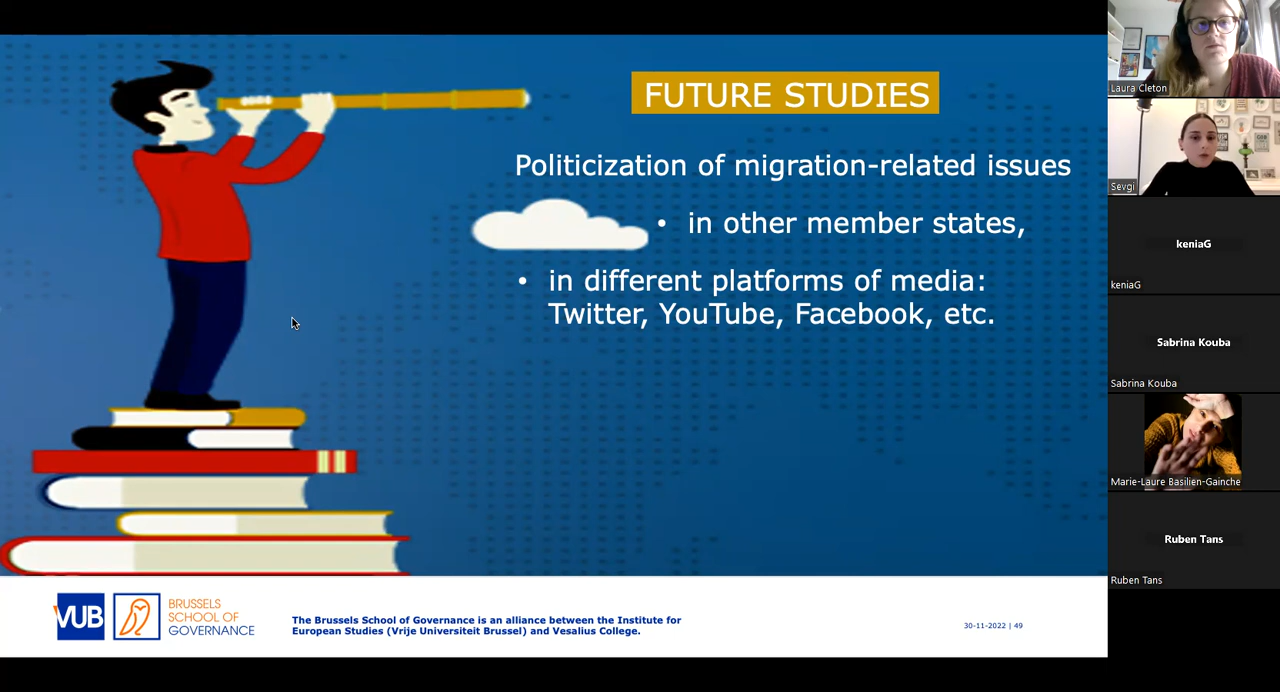 FUTURE STUDIES
Politicization of migration-related issues
• in other member states,
• in different platforms of media:
Twitter, YouTube, Facebook, etc.
VUB
BRUSSELS
SCHOOL OF
GOVERNANCE
The Brussels School of Governance is an alliance between the Institute for
European Studies (Vrije Universiteit Brussel) and Vesalius College.
30-11-2022 | 49
Laura Cleton
Sevgi
keniaG
keniaG
Sabrina Kouba
Sabrina Kouba
Marie-Laure Basilien-Gainche
Ruben Tans
Ruben Tans